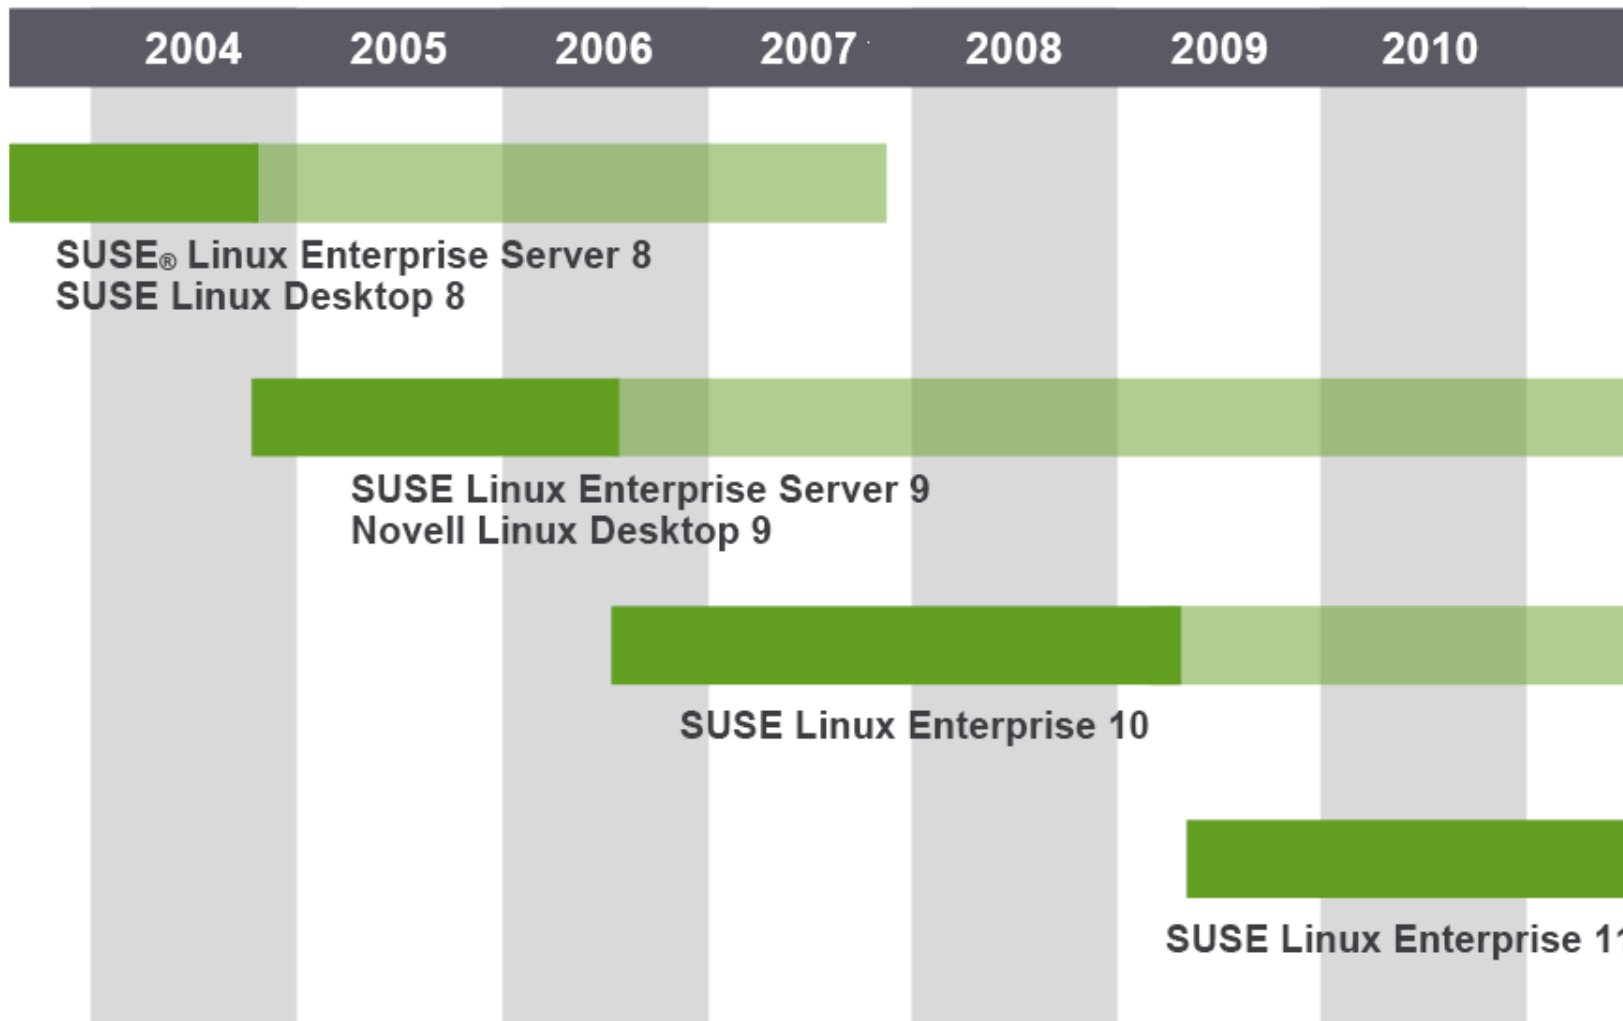 2004 2005 2006 2007 2008 2009 2010
SUSE® Linux Enterprise Server 8
SUSE Linux Desktop 8
SUSE Linux Enterprise Server 9
Novell Linux Desktop 9
SUSE Linux Enterprise 10
SUSE Linux Enterprise 11